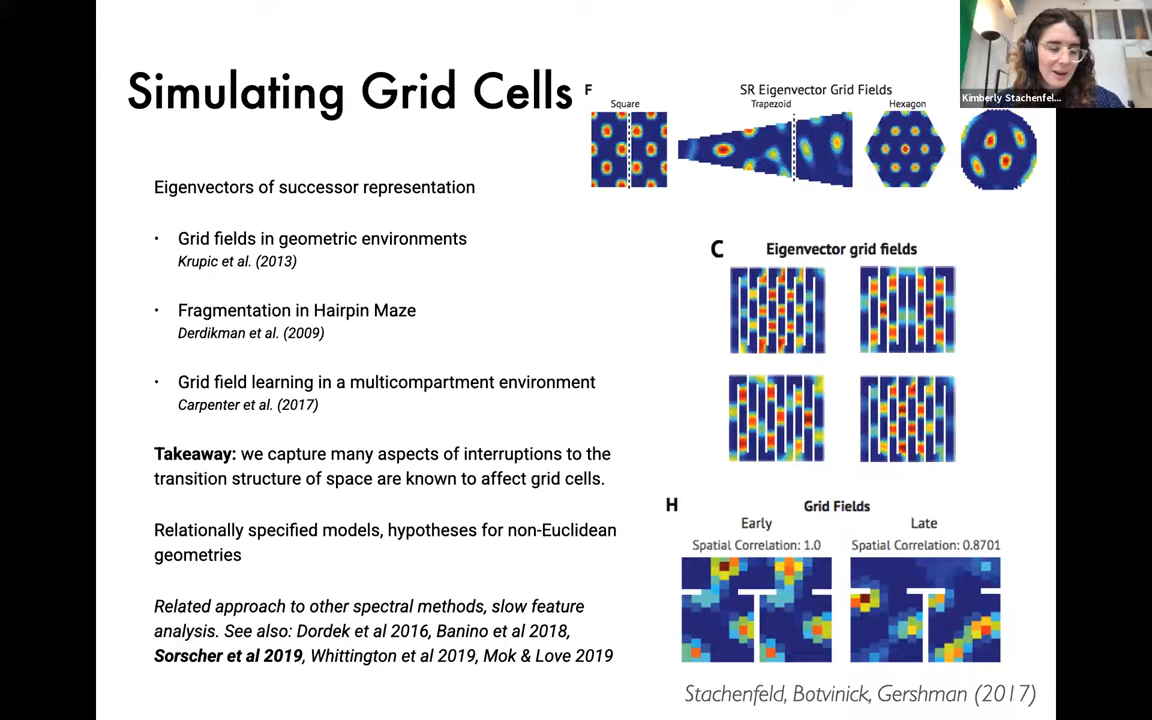 Simulating Grid Cells
F
SR Eigenvector Grid Fields
Square
Trapezoid
Hexagon
Kimberly Stachenfel...
Eigenvectors of successor representation
• Grid fields in geometric environments
Krupic et al. (2013)
• Fragmentation in Hairpin Maze
Derdikman et al. (2009)
• Grid field learning in a multicompartment environment
Carpenter et al. (2017)
Takeaway: we capture many aspects of interruptions to the
transition structure of space are known to affect grid cells.
Relationally specified models, hypotheses for non-Euclidean
geometries
Related approach to other spectral methods, slow feature
analysis. See also: Dordek et al 2016, Banino et al 2018,
Sorscher et al 2019, Whittington et al 2019, Mok & Love 2019
C
Eigenvector grid fields
H
Grid Fields
Early
Late
Spatial Correlation: 1.0
Spatial Correlation: 0.8701
Stachenfeld, Botvinick, Gershman (2017)